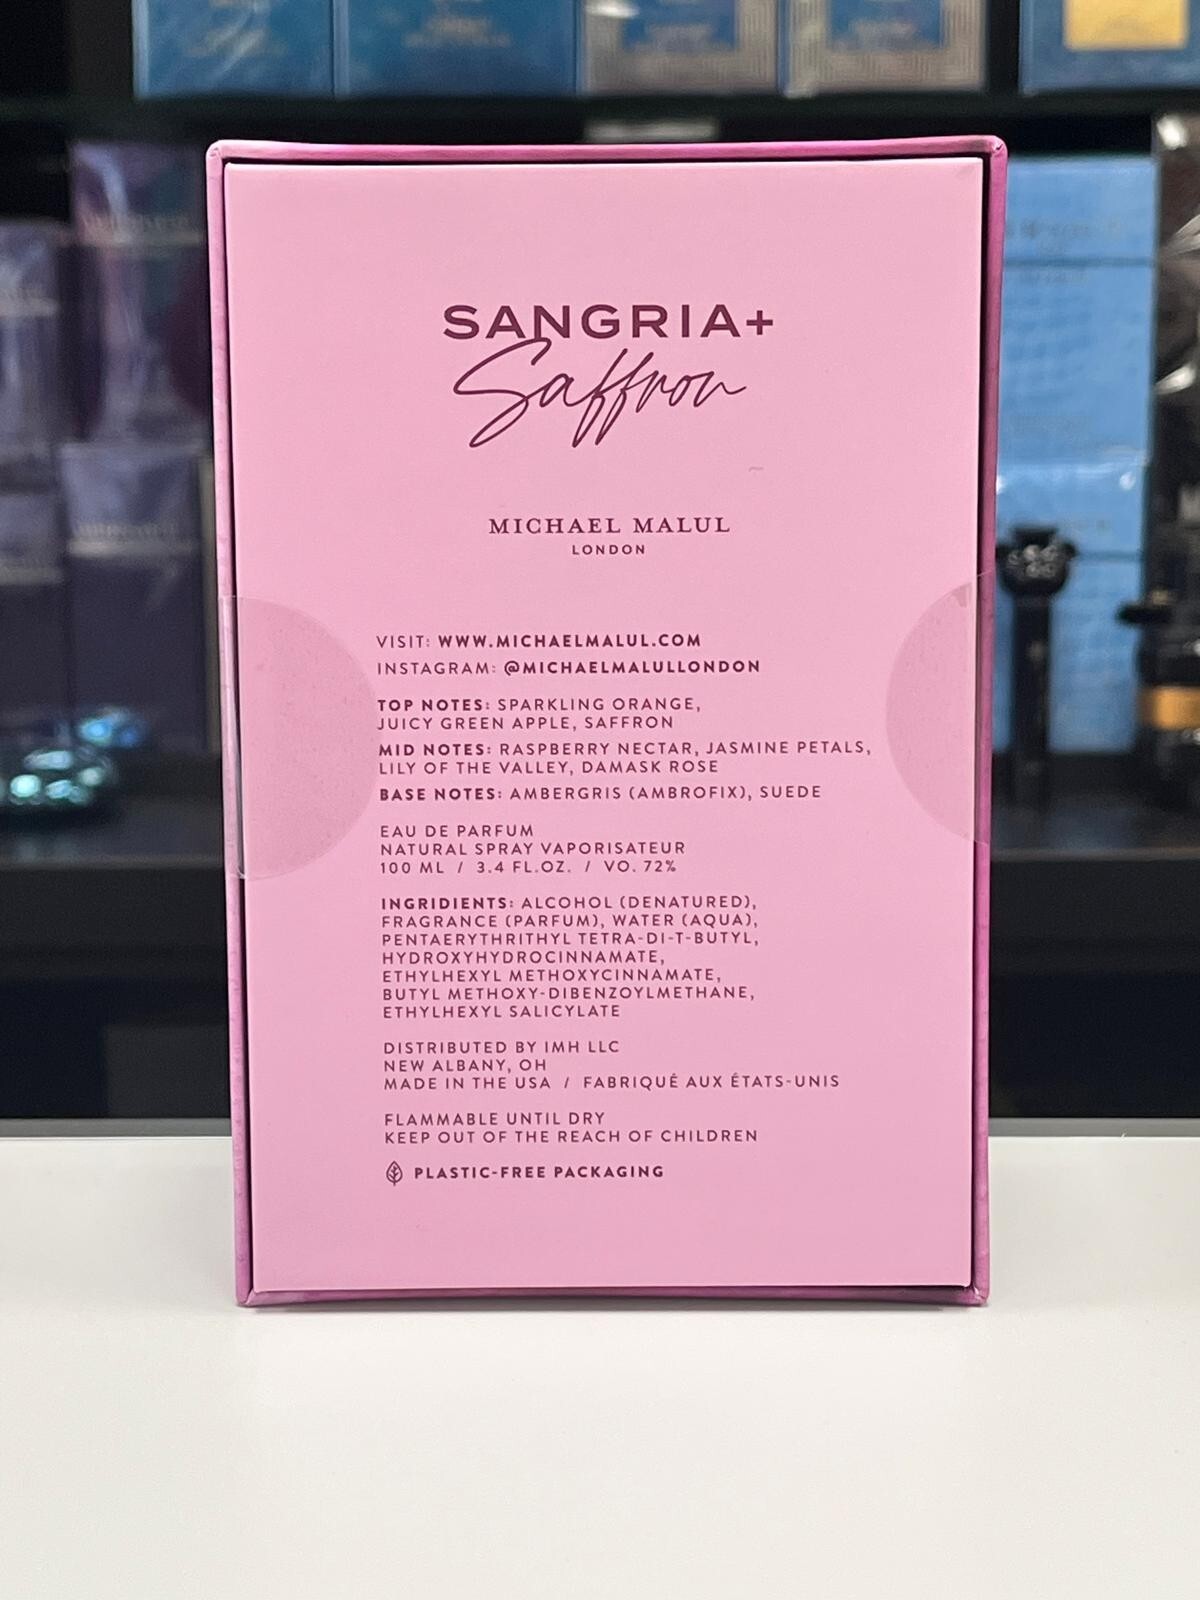 SANGRIA+
Saffron
MICHAEL MALUL
LONDON
VISIT: WWW.MICHAELMALUL.COM
INSTAGRAM: @MICHAELMALULLONDON
TOP NOTES: SPARKLING ORANGE,
JUICY GREEN APPLE, SAFFRON
MID NOTES: RASPBERRY NECTAR, JASMINE PETALS,
LILY OF THE VALLEY, DAMASK ROSE
BASE NOTES: AMBERGRIS (AMBROFIX), SUEDE
EAU DE PARFUM
NATURAL SPRAY VAPORISATEUR
100 ML / 3.4 FL.OZ. / VO. 72%
INGRIDIENTS: ALCOHOL (DENATURED),
FRAGRANCE (PARFUM), WATER (AQUA),
PENTAERYTHRITHYL TETRA-DI-T-BUTYL,
HYDROXYHYDROCINNAMATE,
ETHYLHEXYL METHOXYCINNAMATE,
BUTYL METHOXY-DIBENZOYLMETHANE,
ETHYLHEXYL SALICYLATE
DISTRIBUTED BY IMH LLC
NEW ALBANY, OH
MADE IN THE USA / FABRIQUÉ AUX ÉTATS-UNIS
FLAMMABLE UNTIL DRY
KEEP OUT OF THE REACH OF CHILDREN
PLASTIC-FREE PACKAGING